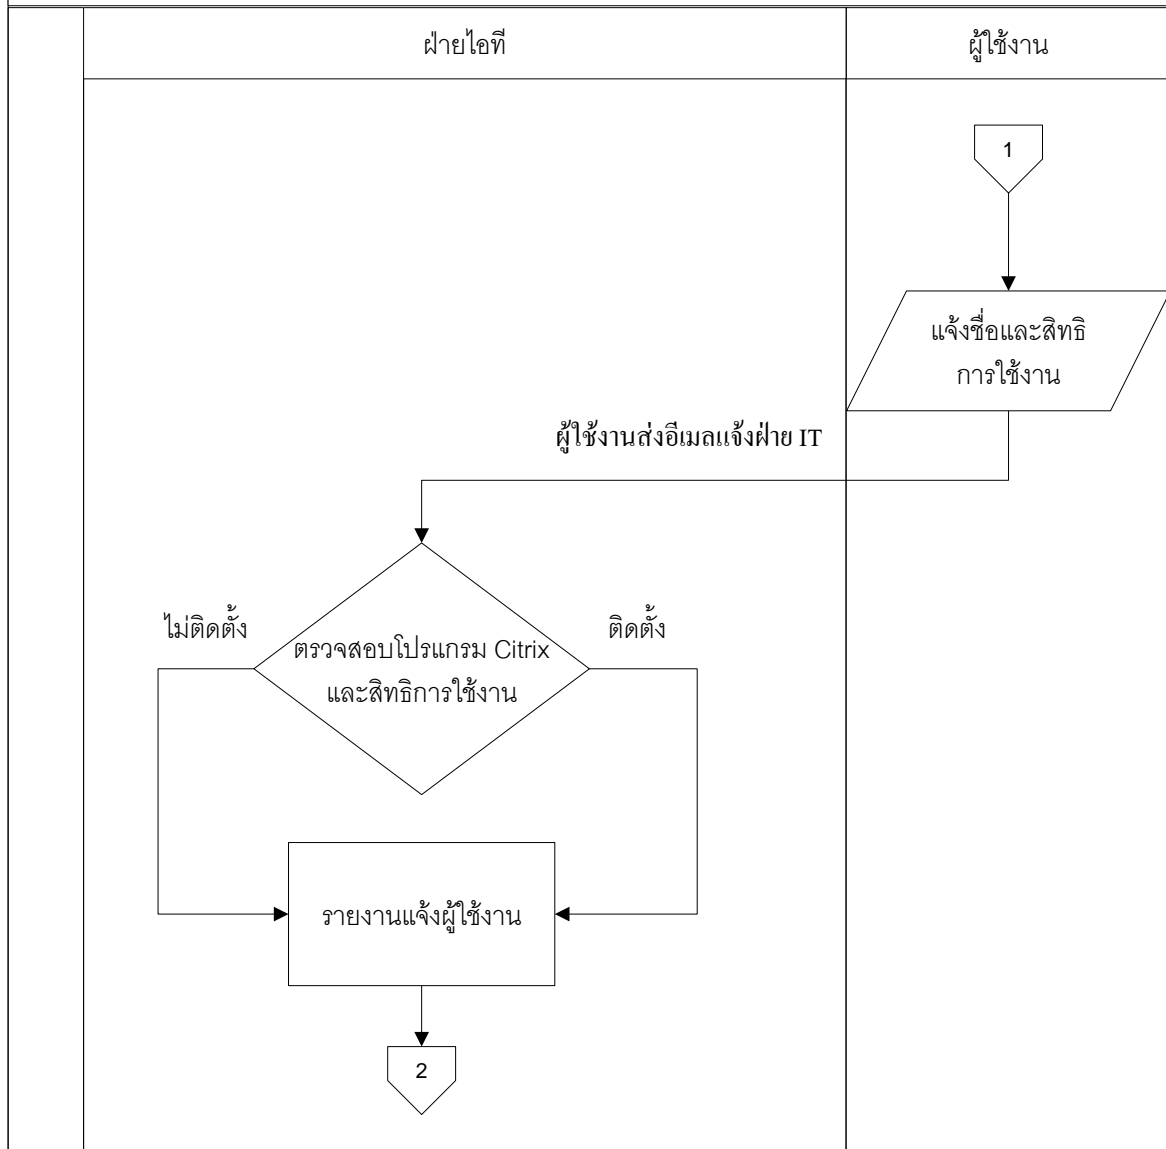 ฝ่ายไอที
ผู้ใช้งาน
1
แจ้งชื่อและสิทธิ
การใช้งาน
ผู้ใช้งานส่งอีเมลแจ้งฝ่าย IT
ไม่ติดตั้ง
ติดตั้ง
ตรวจสอบโปรแกรม Citrix
และสิทธิการใช้งาน
รายงานแจ้งผู้ใช้งาน
2